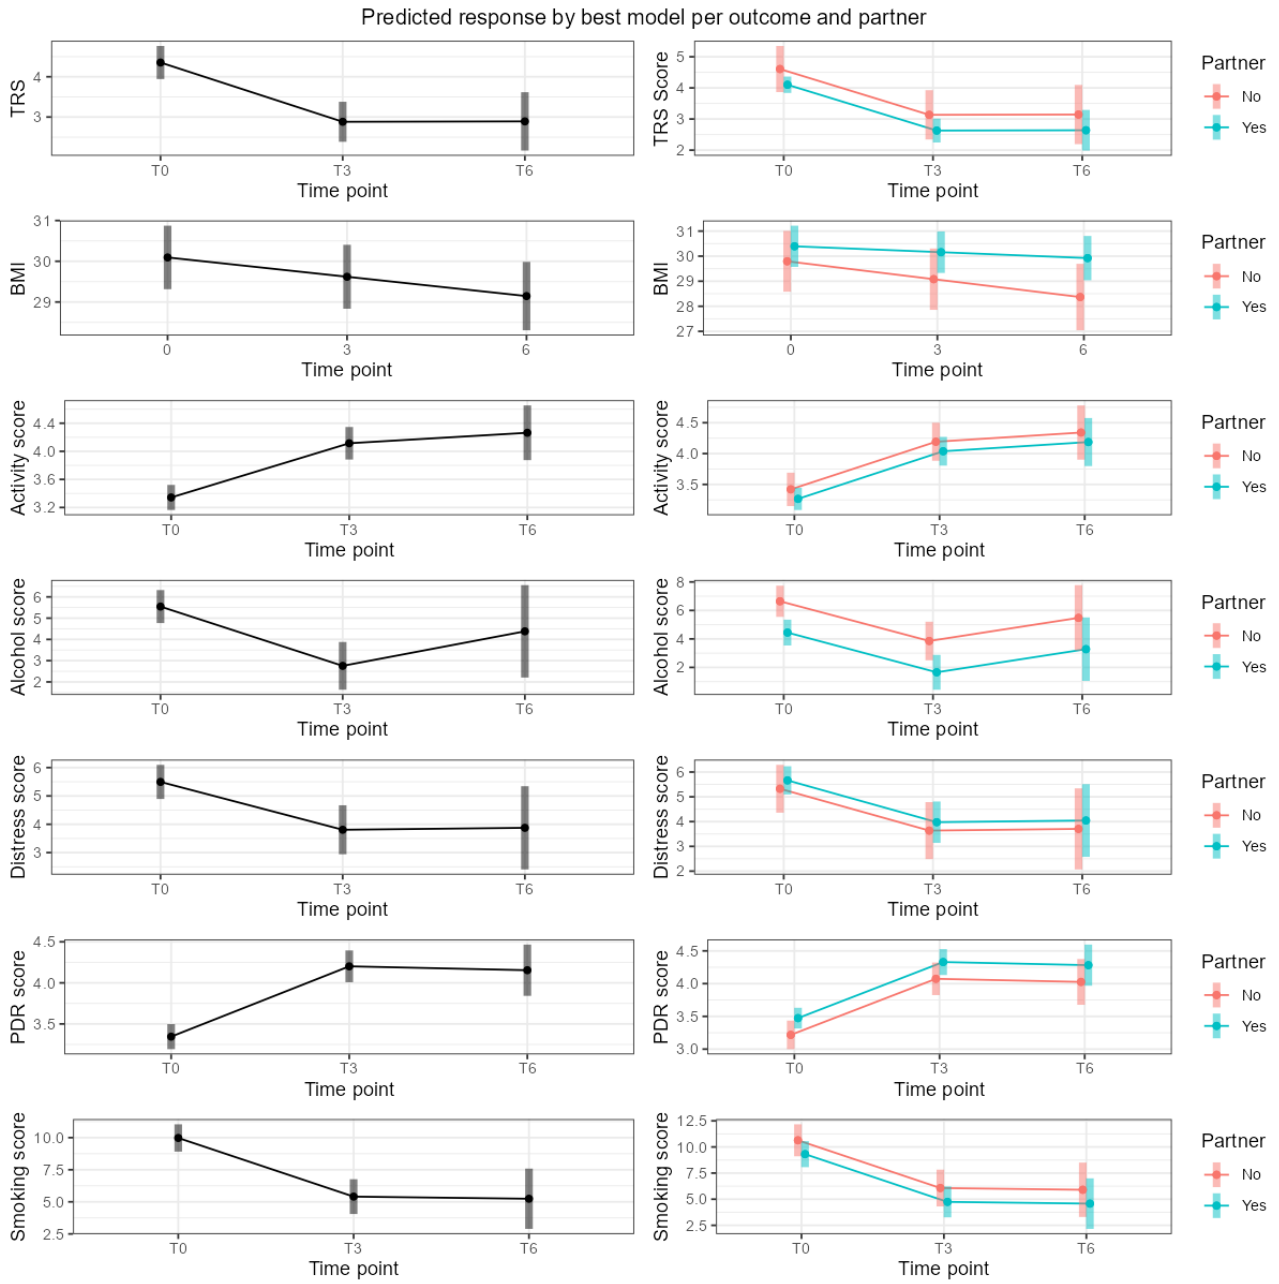 Predicted response by best model per outcome and partner
TRS
4
3
T0 T3 T6
Time point
TRS Score
5
4
3
2
T0 T3 T6
Time point
Partner
No
Yes
BMI
31
30
29
0 3 6
Time point
BMI
31
30
29
28
27
0 3 6
Time point
Partner
No
Yes
Activity score
4.4
4.0
3.6
3.2
T0 T3 T6
Time point
Activity score
4.5
4.0
3.5
T0 T3 T6
Time point
Partner
No
Yes
Alcohol score
6
5
4
3
2
T0 T3 T6
Time point
Alcohol score
8
6
4
2
T0 T3 T6
Time point
Partner
No
Yes
Distress score
6
5
4
3
T0 T3 T6
Time point
Distress score
6
5
4
3
2
T0 T3 T6
Time point
Partner
No
Yes
PDR score
4.5
4.0
3.5
T0 T3 T6
Time point
PDR score
4.5
4.0
3.5
3.0
T0 T3 T6
Time point
Partner
No
Yes
Smoking score
10.0
7.5
5.0
2.5
T0 T3 T6
Time point
Smoking score
12.5
10.0
7.5
5.0
2.5
T0 T3 T6
Time point
Partner
No
Yes